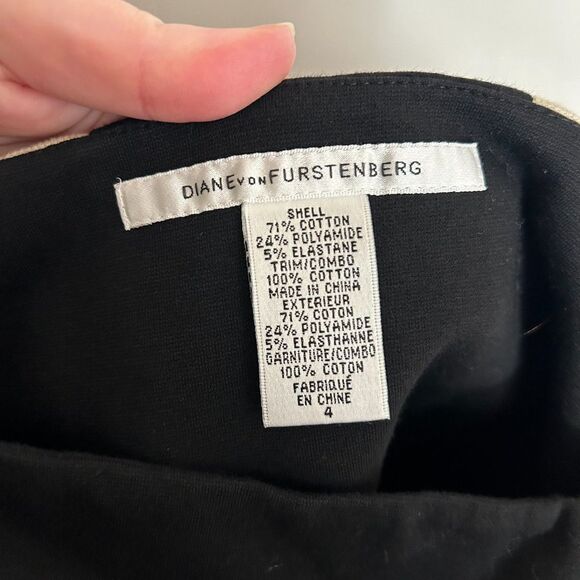 DIANE VON FURSTENBERG
SHELL
71% COTTON
24% POLYAMIDE
5% ELASTANE
TRIM/COMBO
100% COTTON
MADE IN CHINA
EXTERIEUR
71% COTON
24% POLYAMIDE
5% ELASTHANNE
GARNITURE/COMBO
100% COTON
FABRIQUÉ
EN CHINE
4